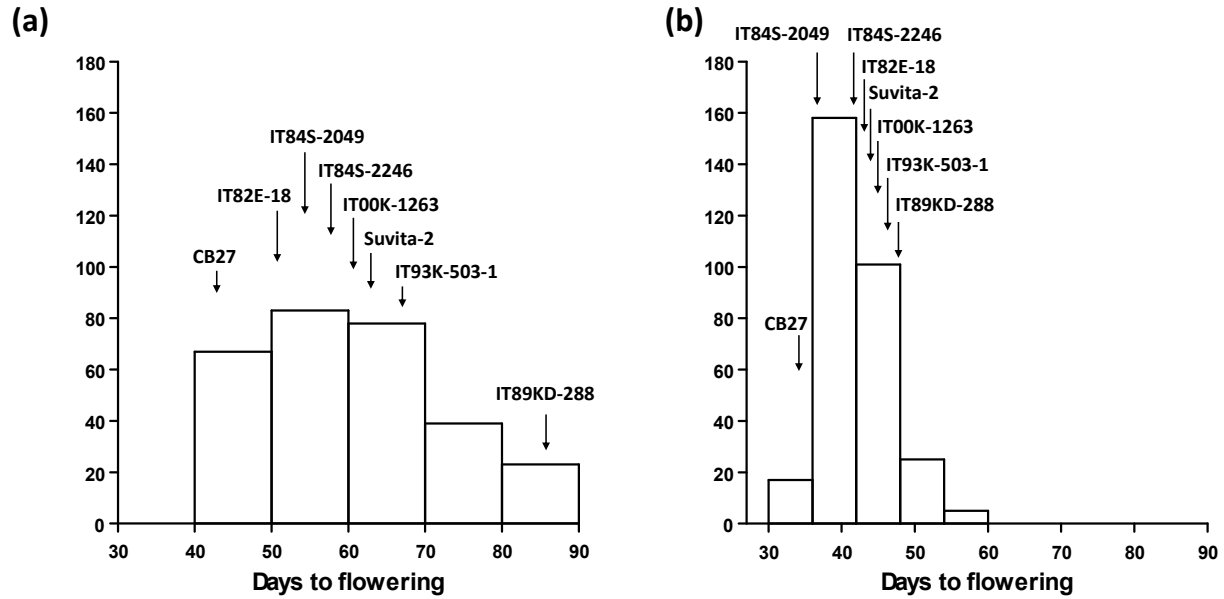 (a)
180
160
140
120
100
80
60
40
20
0
IT84S-2049
IT84S-2246
IT82E-18
IT00K-1263
Suvita-2
CB27
IT93K-503-1
IT89KD-288
30 40 50 60 70 80 90
Days to flowering
(b)
180
160
140
120
100
80
60
40
20
0
IT84S-2049
IT84S-2246
IT82E-18
Suvita-2
IT00K-1263
IT93K-503-1
IT89KD-288
CB27
30 40 50 60 70 80 90
Days to flowering